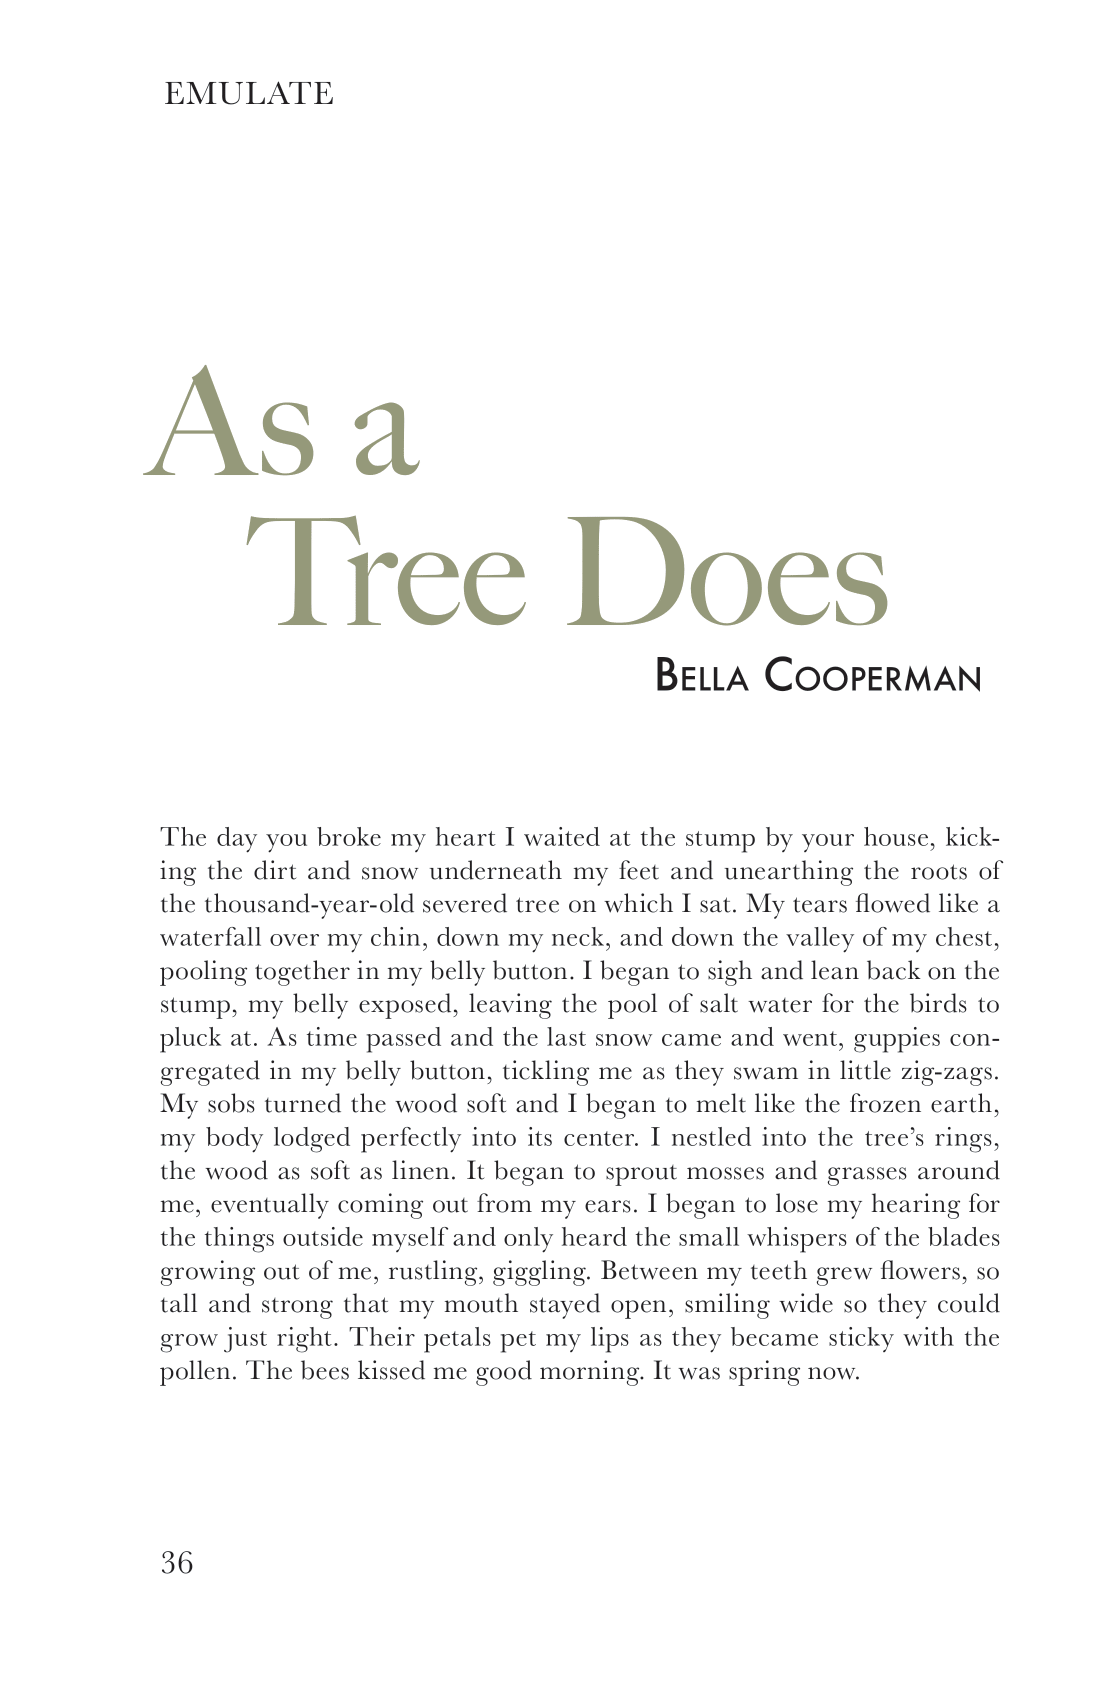 EMULATE
As a
Tree Does
Bella Cooperman
The day you broke my heart I waited at the stump by your house, kick-
ing the dirt and snow underneath my feet and unearthing the roots of
the thousand-year-old severed tree on which I sat. My tears flowed like a
waterfall over my chin, down my neck, and down the valley of my chest,
pooling together in my belly button. I began to sigh and lean back on the
stump, my belly exposed, leaving the pool of salt water for the birds to
pluck at. As time passed and the last snow came and went, guppies con-
gregated in my belly button, tickling me as they swam in little zig-zags.
My sobs turned the wood soft and I began to melt like the frozen earth,
my body lodged perfectly into its center. I nestled into the tree’s rings,
the wood as soft as linen. It began to sprout mosses and grasses around
me, eventually coming out from my ears. I began to lose my hearing for
the things outside myself and only heard the small whispers of the blades
growing out of me, rustling, giggling. Between my teeth grew flowers, so
tall and strong that my mouth stayed open, smiling wide so they could
grow just right. Their petals pet my lips as they became sticky with the
pollen. The bees kissed me good morning. It was spring now.
36